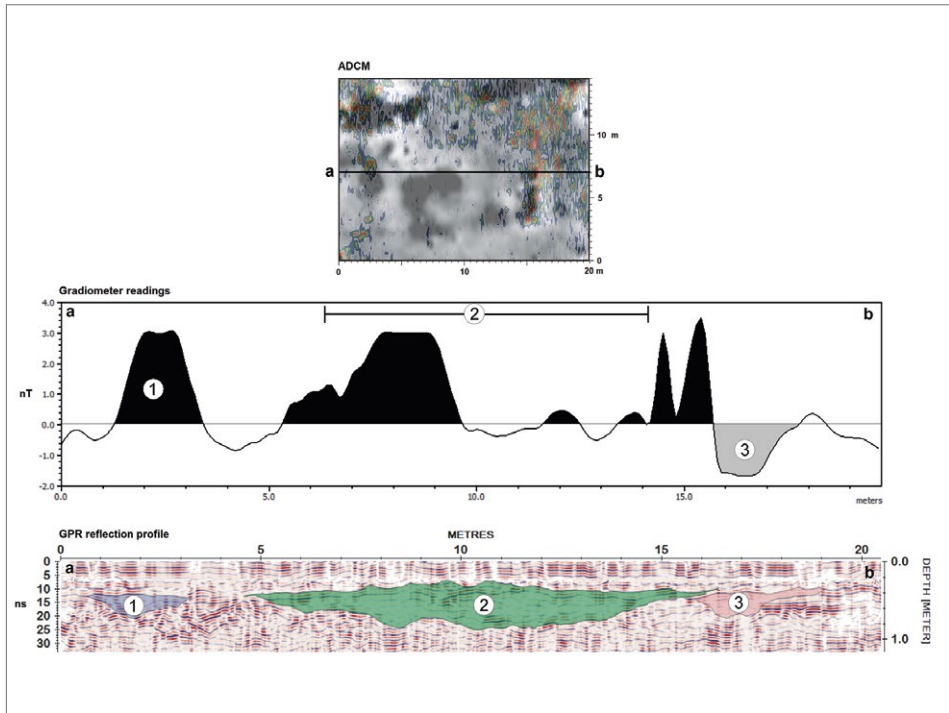 ADCM
a b
10 m
5
0
0 10 20 m
Gradiometer readings
4.0 a 2 b
3.0
2.0
1.0 1
nT
0.0
-1.0 3
-2.0
0.0 5.0 10.0 15.0 meters
GPR reflection profile METRES
0 5 10 15 20
0 a b 0.0
5
10
ns 15 1 2 3
20
25
30 1.0
DEPTH [METER]